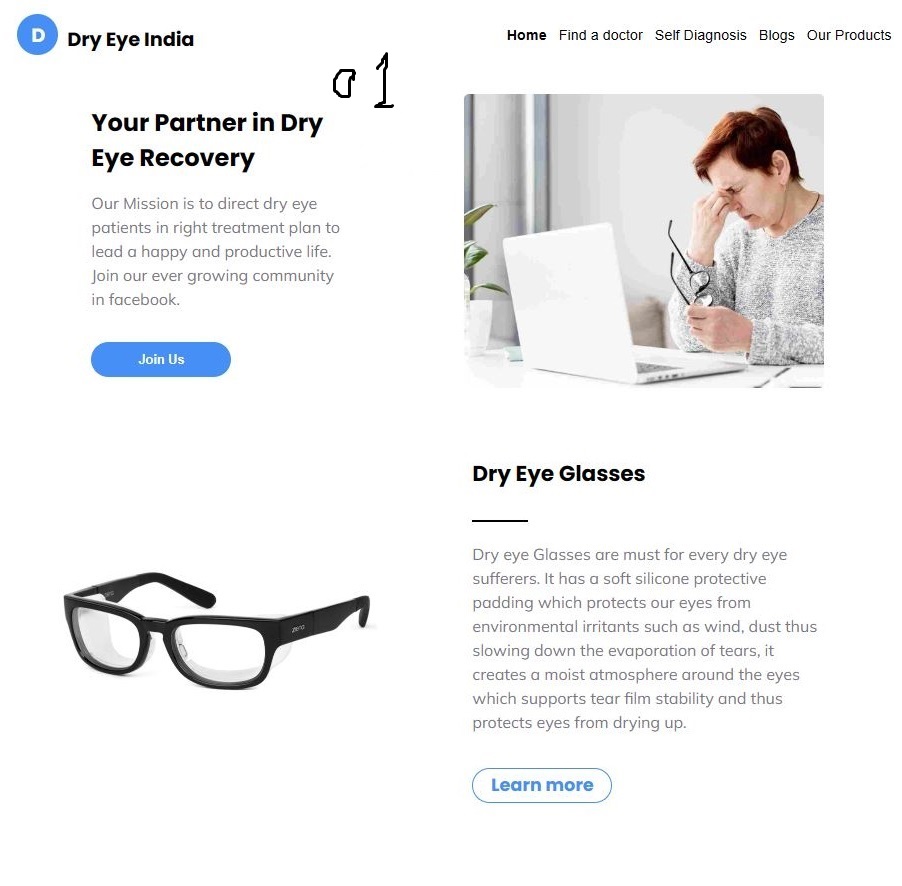 D Dry Eye India
Home Find a doctor Self Diagnosis Blogs Our Products
Your Partner in Dry
Eye Recovery
Our Mission is to direct dry eye
patients in right treatment plan to
lead a happy and productive life.
Join our ever growing community
in facebook.
Join Us
Dry Eye Glasses
Dry eye Glasses are must for every dry eye
sufferers. It has a soft silicone protective
padding which protects our eyes from
environmental irritants such as wind, dust thus
slowing down the evaporation of tears, it
creates a moist atmosphere around the eyes
which supports tear film stability and thus
protects eyes from drying up.
Learn more